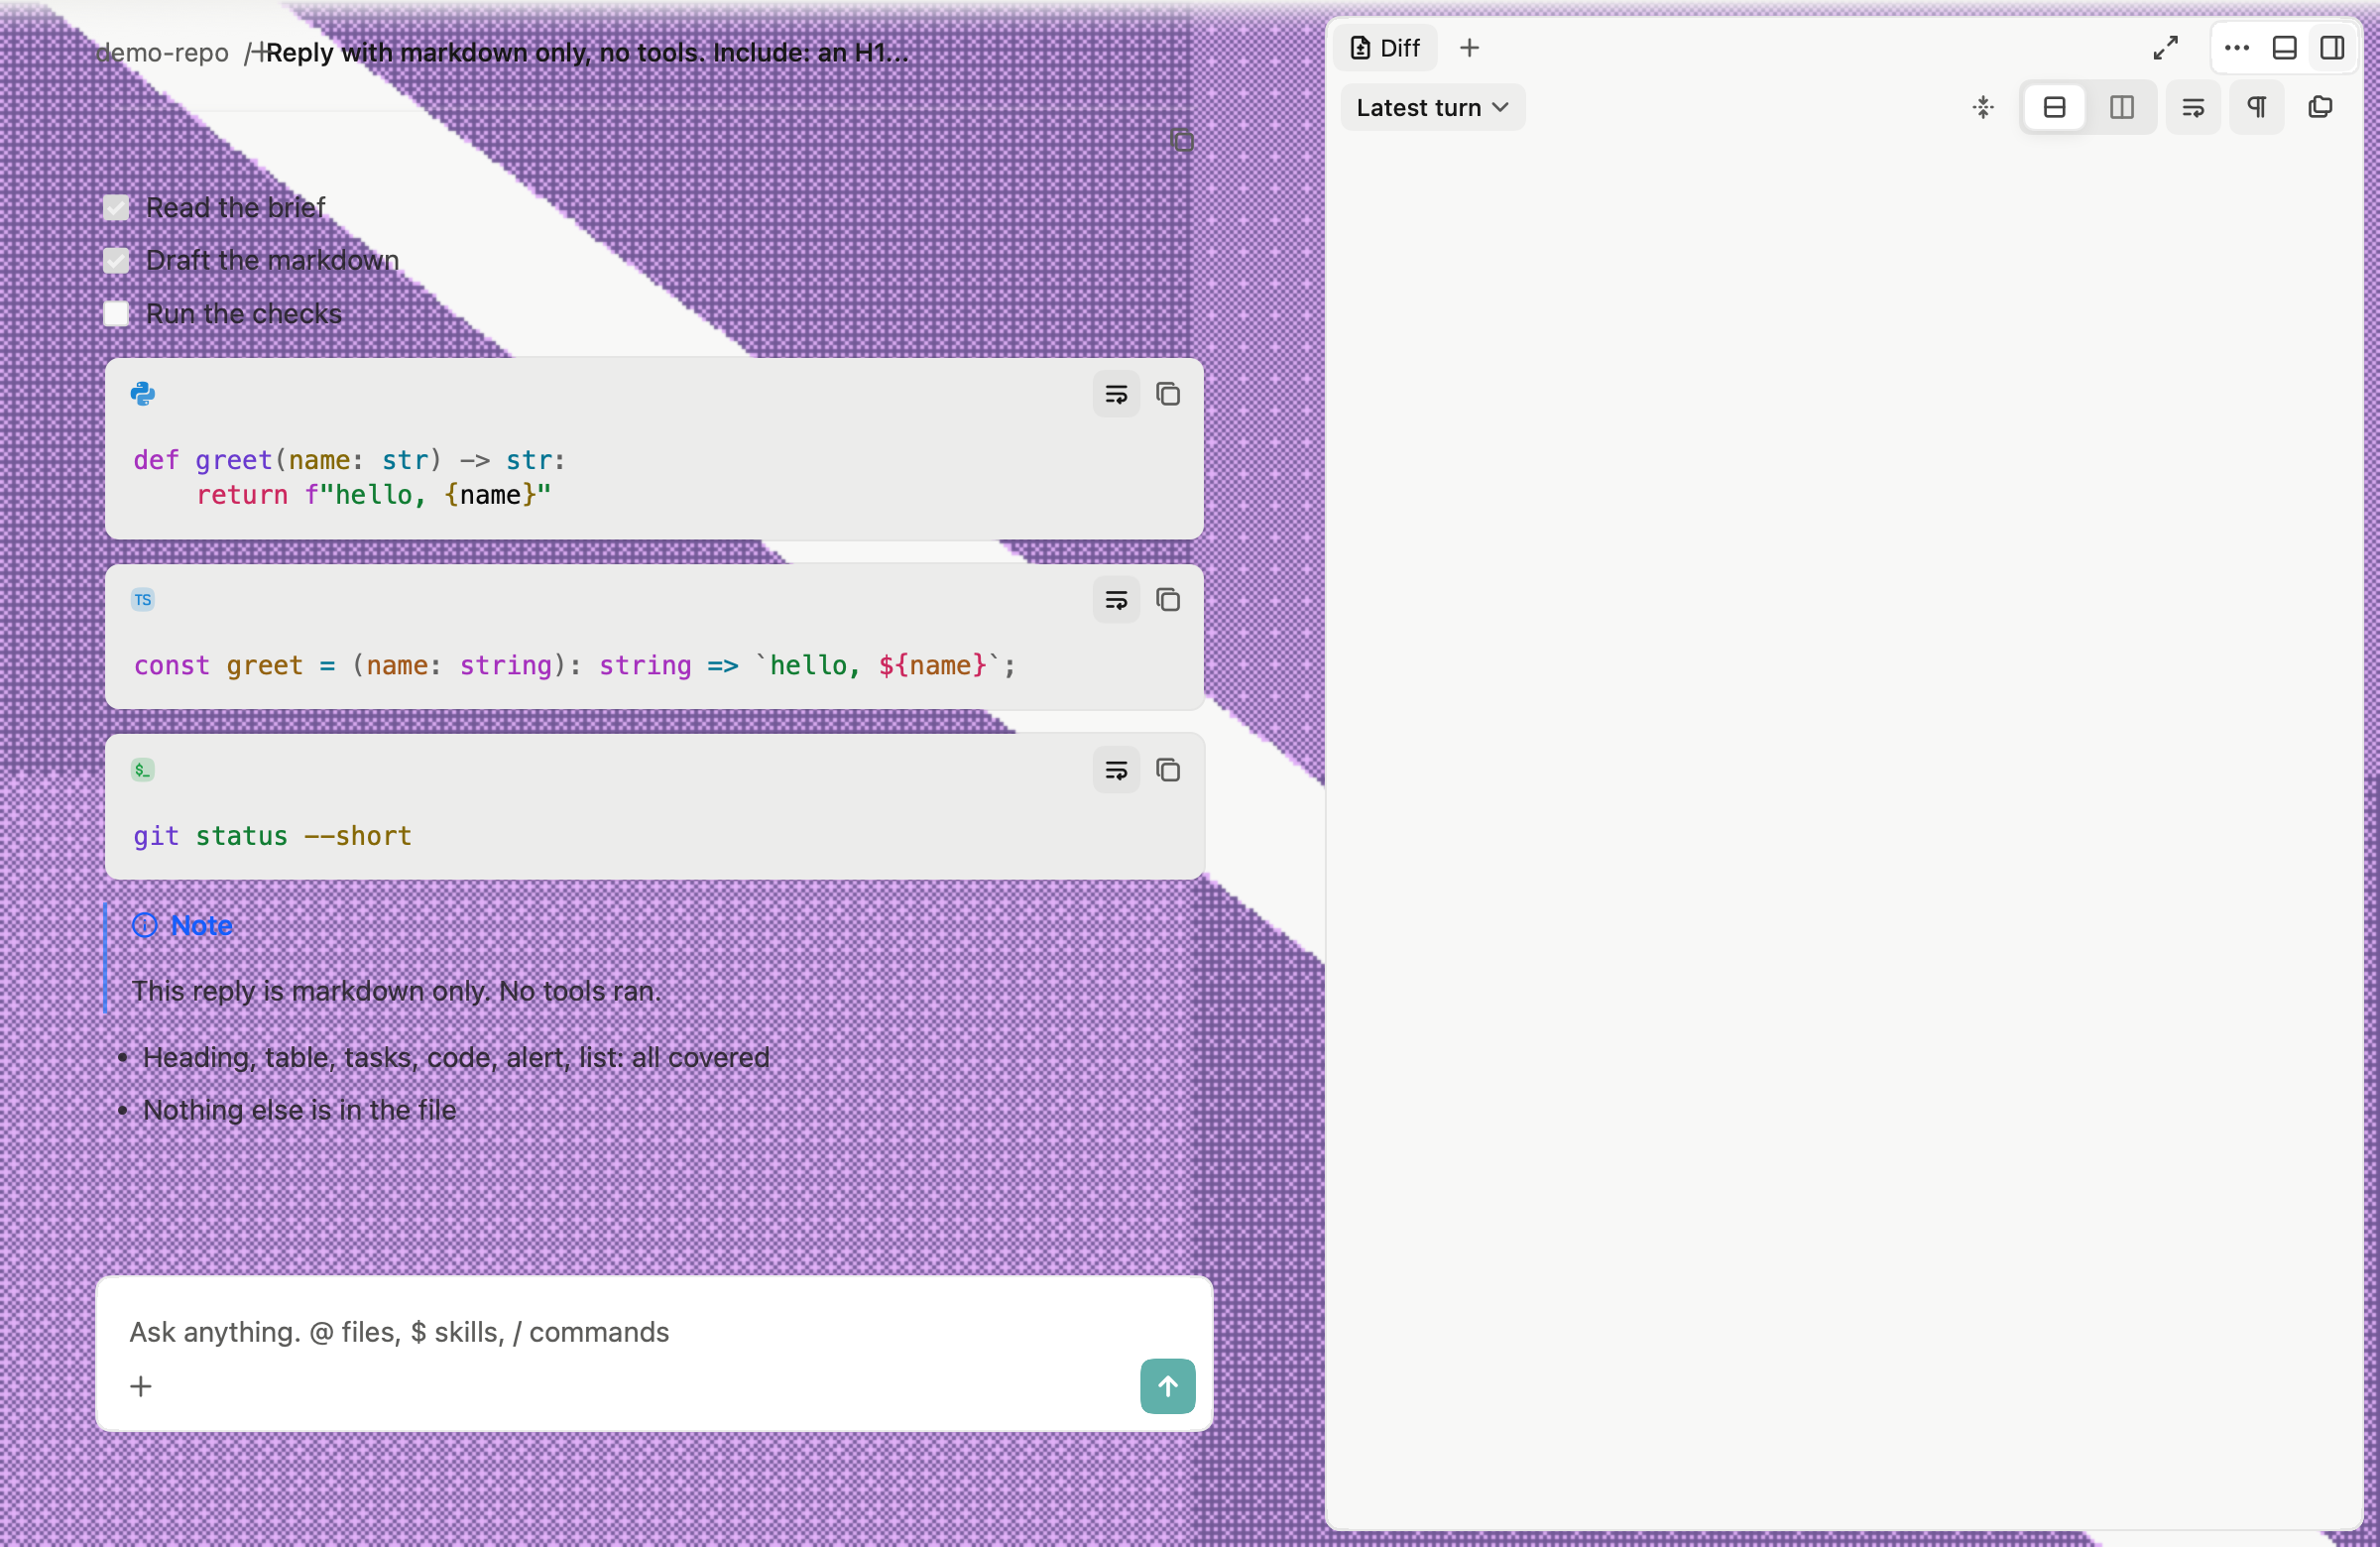 demo-repo / Reply with markdown only, no tools. Include: an H1...
Read the brief
Draft the markdown
Run the checks
def greet(name: str) -> str:
    return f"hello, {name}"
TS
const greet = (name: string): string => `hello, ${name}`;
$_
git status --short
Note
This reply is markdown only. No tools ran.
• Heading, table, tasks, code, alert, list: all covered
• Nothing else is in the file
Ask anything. @ files, $ skills, / commands
Diff
Latest turn